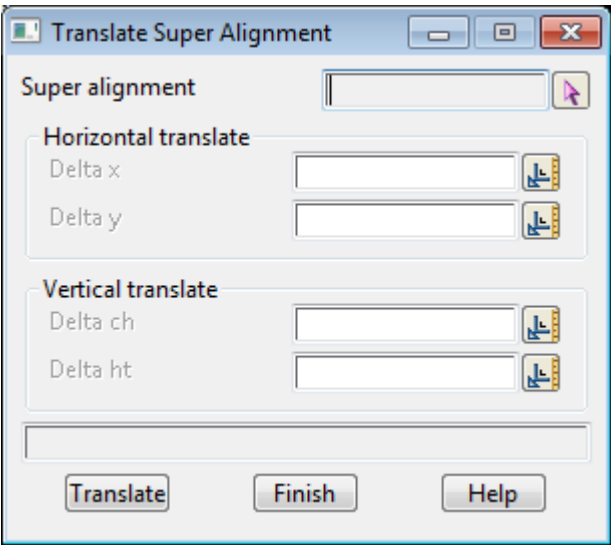 Translate Super Alignment
Super alignment
Horizontal translate
Delta x
Delta y
Vertical translate
Delta ch
Delta ht
Translate Finish Help